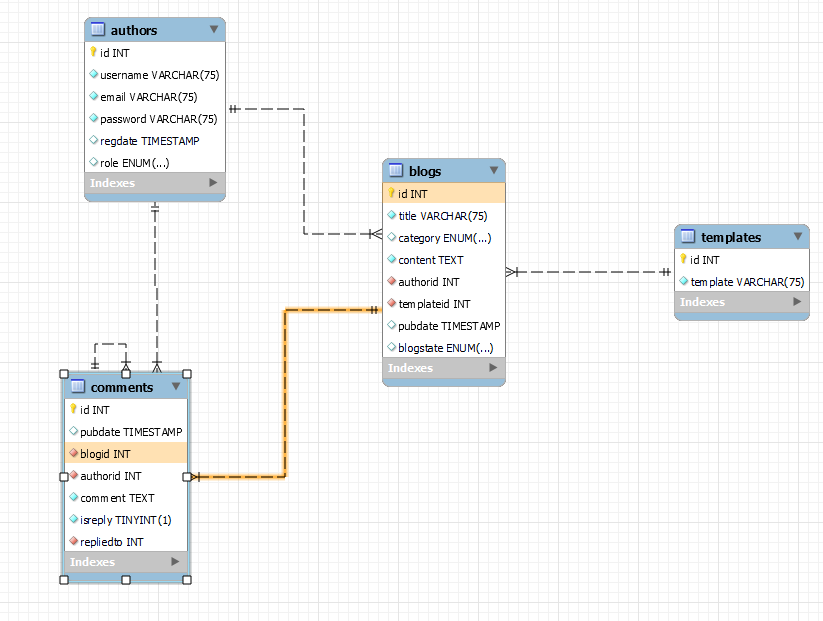 authors
id INT
username VARCHAR(75)
email VARCHAR(75)
password VARCHAR(75)
regdate TIMESTAMP
role ENUM(...)
Indexes
blogs
id INT
title VARCHAR(75)
category ENUM(...)
content TEXT
authorid INT
templateid INT
pubdate TIMESTAMP
blogstate ENUM(...)
Indexes
templates
id INT
template VARCHAR(75)
Indexes
comments
id INT
pubdate TIMESTAMP
blogid INT
authorid INT
comment TEXT
isreply TINYINT(1)
repliedto INT
Indexes